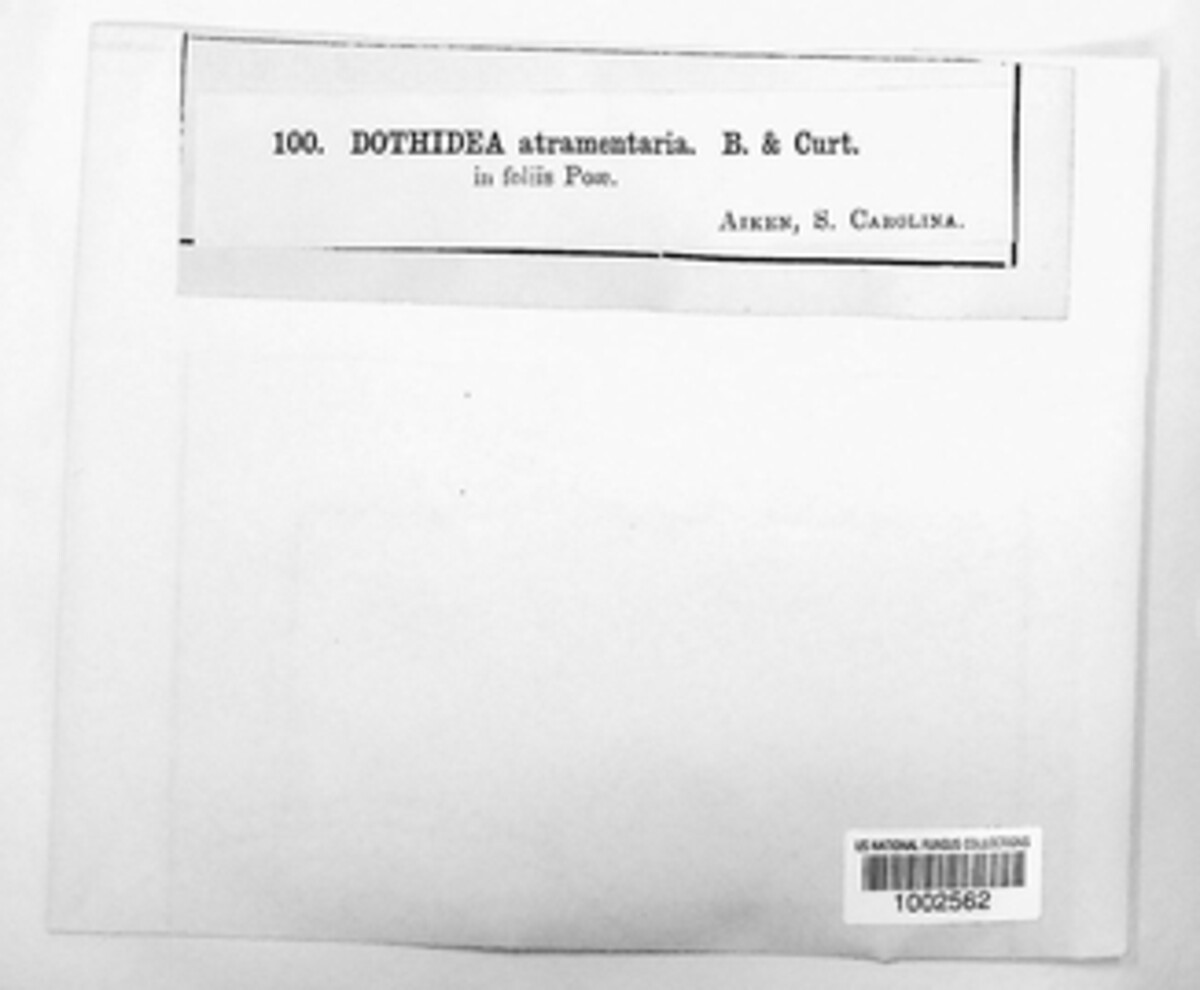 100. DOTHIDEA atramentaria. B. & Curt.
in foliis Poæ.
AIKEN, S. CAROLINA.
US NATIONAL FUNGUS COLLECTIONS
1002562